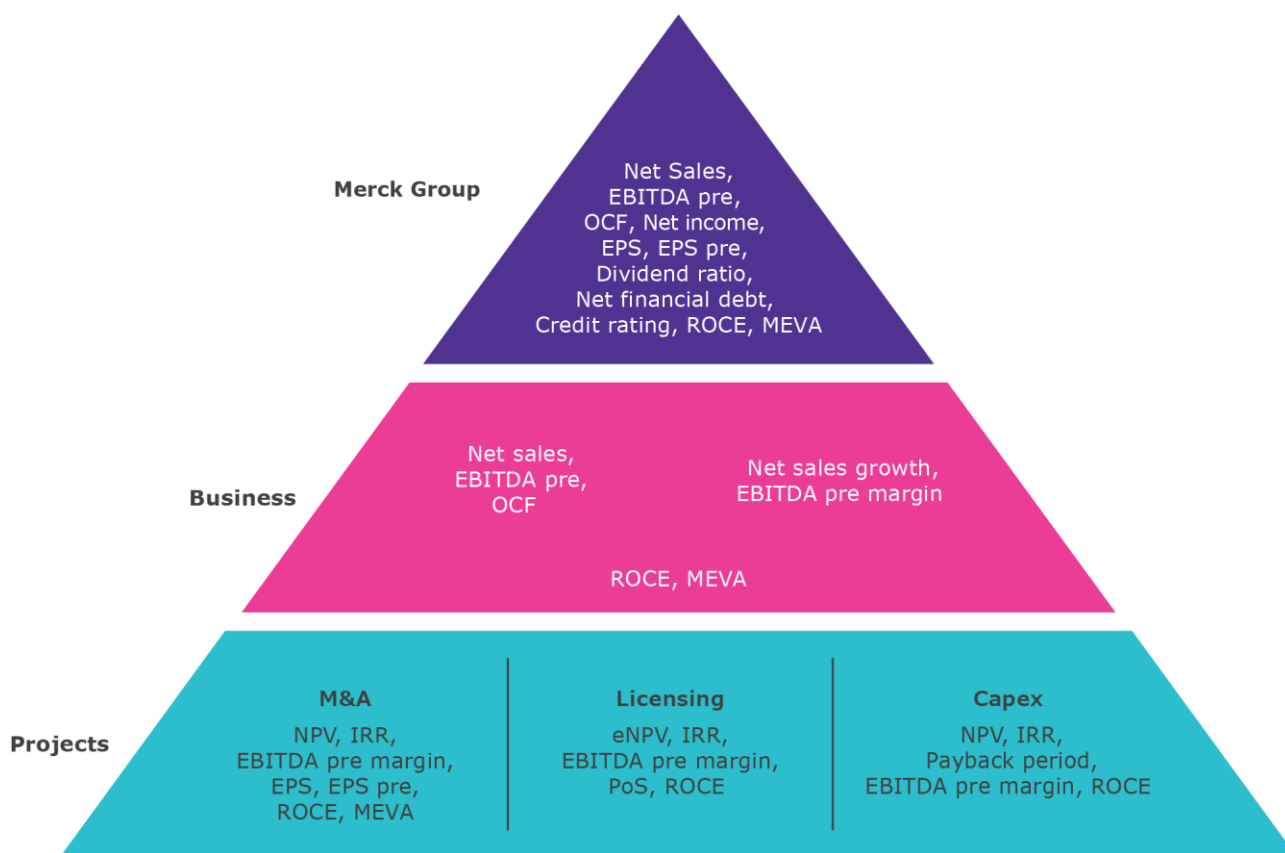 Merck Group
Net Sales,
EBITDA pre,
OCF, Net income,
EPS, EPS pre,
Dividend ratio,
Net financial debt,
Credit rating, ROCE, MEVA
Business
Net sales,
EBITDA pre,
OCF
Net sales growth,
EBITDA pre margin
ROCE, MEVA
Projects
M&A
NPV, IRR,
EBITDA pre margin,
EPS, EPS pre,
ROCE, MEVA
Licensing
eNPV, IRR,
EBITDA pre margin,
PoS, ROCE
Capex
NPV, IRR,
Payback period,
EBITDA pre margin, ROCE